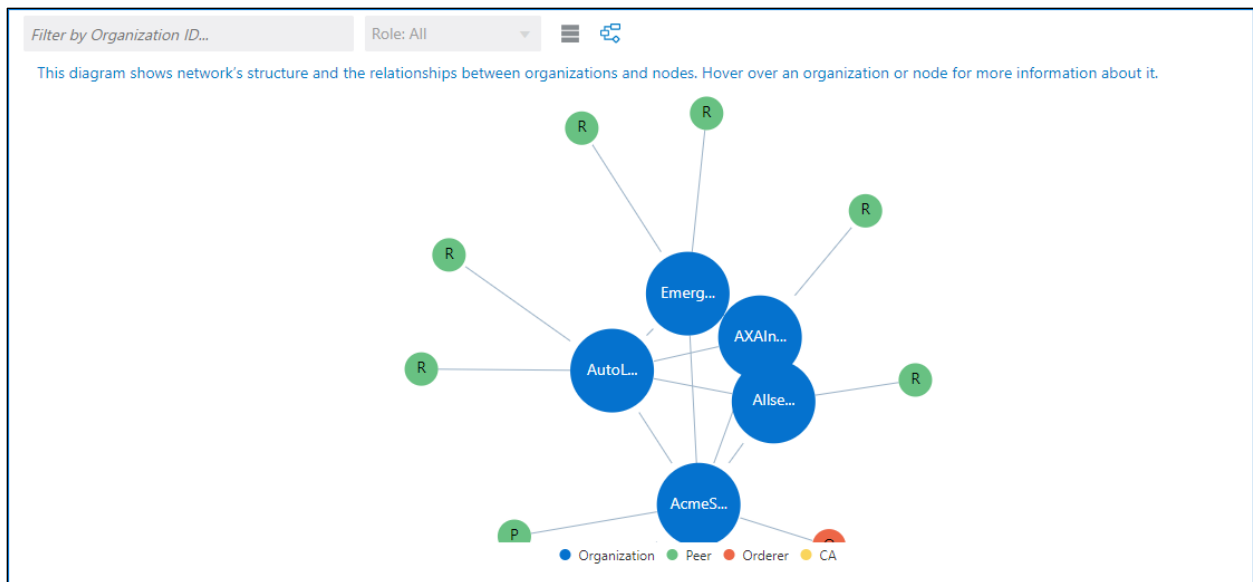 Filter by Organization ID...
Role: All
This diagram shows network's structure and the relationships between organizations and nodes. Hover over an organization or node for more information about it.
R
R
R
R
Emerg...
AXAIn...
AutoL...
R
R
Allse...
AcmeS...
P
Organization Peer Orderer CA